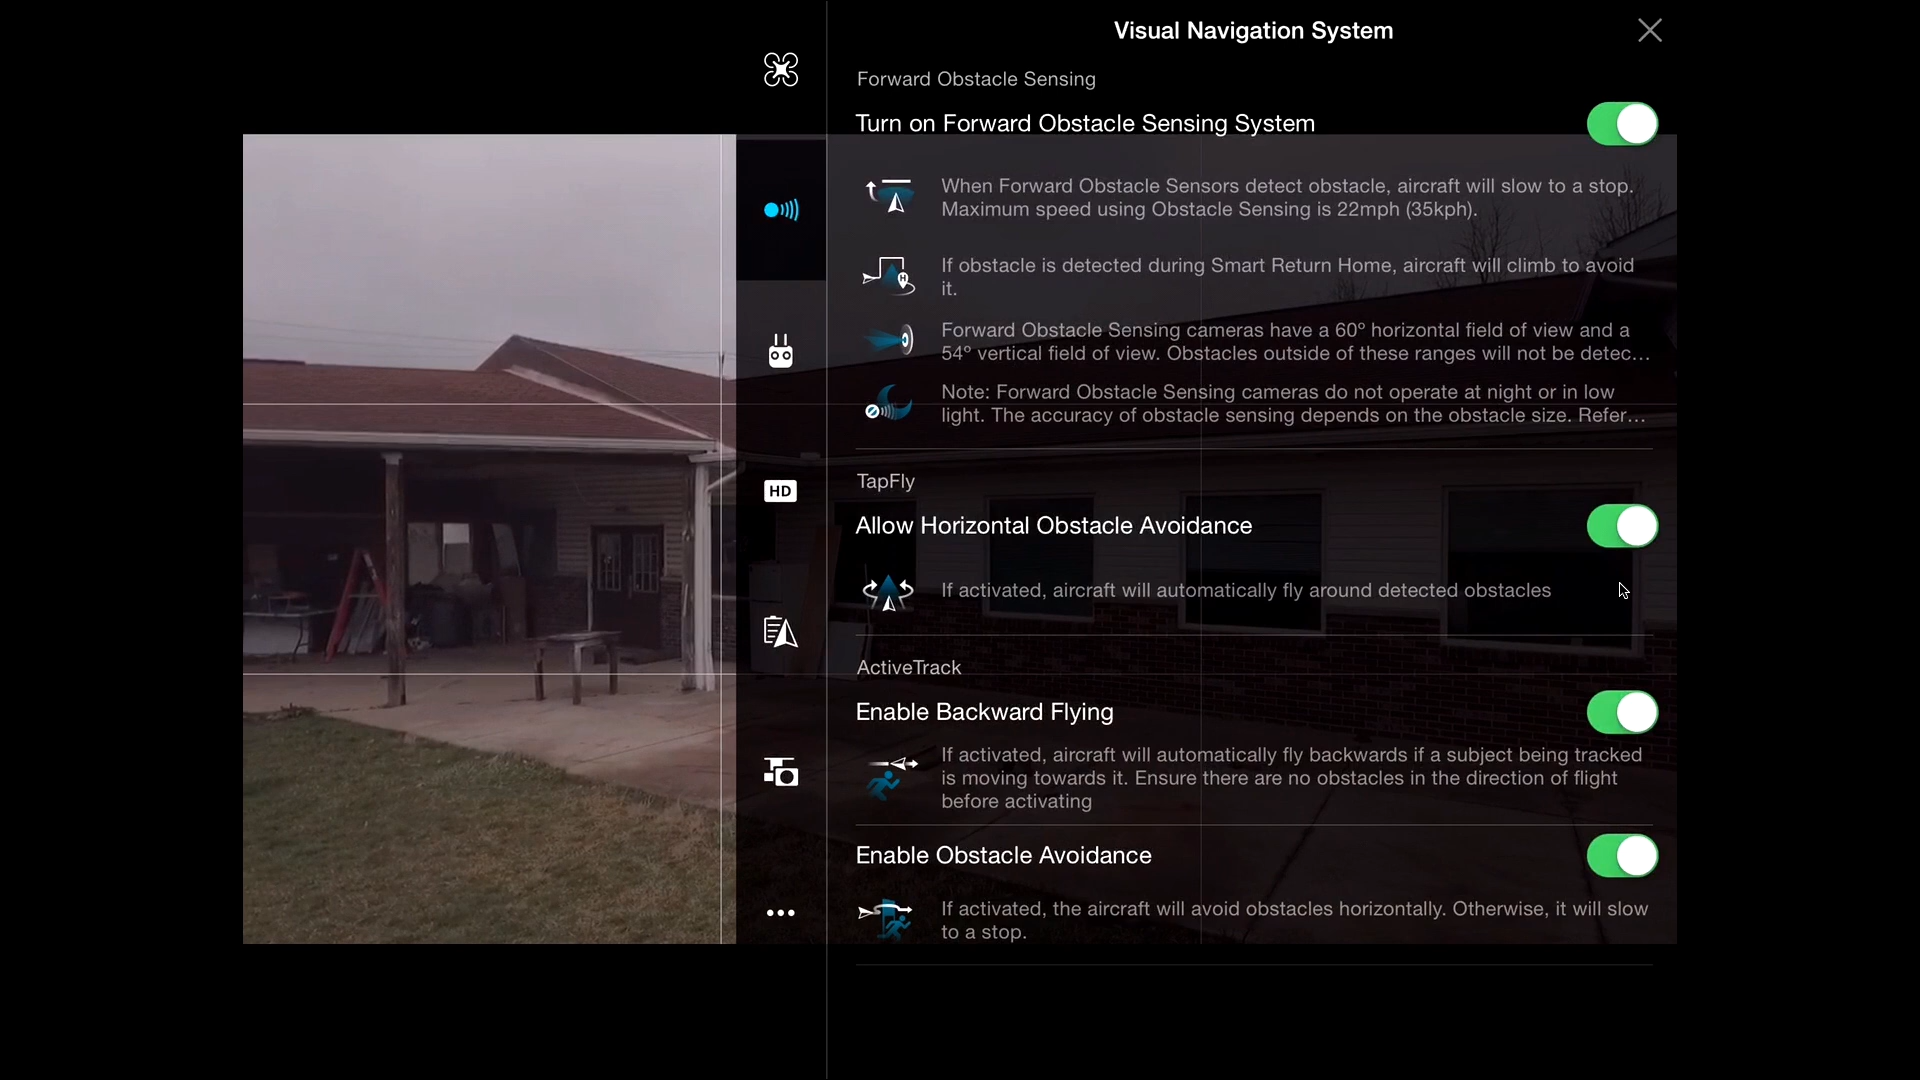 Visual Navigation System
Forward Obstacle Sensing
Turn on Forward Obstacle Sensing System
When Forward Obstacle Sensors detect obstacle, aircraft will slow to a stop.
Maximum speed using Obstacle Sensing is 22mph (35kph).
If obstacle is detected during Smart Return Home, aircraft will climb to avoid
it.
Forward Obstacle Sensing cameras have a 60º horizontal field of view and a
54º vertical field of view. Obstacles outside of these ranges will not be detec...
Note: Forward Obstacle Sensing cameras do not operate at night or in low
light. The accuracy of obstacle sensing depends on the obstacle size. Refer...
HD
TapFly
Allow Horizontal Obstacle Avoidance
If activated, aircraft will automatically fly around detected obstacles
ActiveTrack
Enable Backward Flying
If activated, aircraft will automatically fly backwards if a subject being tracked
is moving towards it. Ensure there are no obstacles in the direction of flight
before activating
Enable Obstacle Avoidance
If activated, the aircraft will avoid obstacles horizontally. Otherwise, it will slow
to a stop.